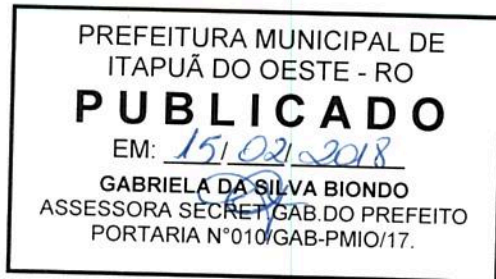 PREFEITURA MUNICIPAL DE
ITAPUÃ DO OESTE - RO
PUBLICADO
EM: 15/02/2018
GABRIELA DA SILVA BIONDO
ASSESSORA SECRET/GAB.DO PREFEITO
PORTARIA N°010/GAB-PMIO/17.